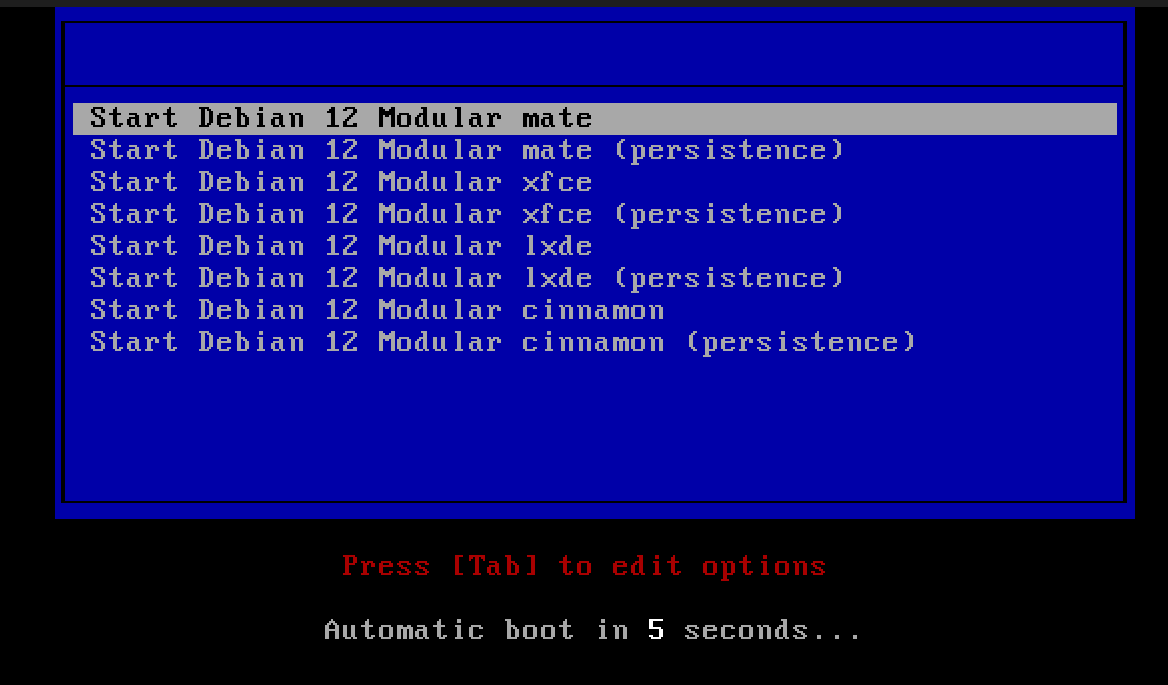 Start Debian 12 Modular mate
Start Debian 12 Modular mate (persistence)
Start Debian 12 Modular xfce
Start Debian 12 Modular xfce (persistence)
Start Debian 12 Modular lxde
Start Debian 12 Modular lxde (persistence)
Start Debian 12 Modular cinnamon
Start Debian 12 Modular cinnamon (persistence)
Press [Tab] to edit options
Automatic boot in 5 seconds...